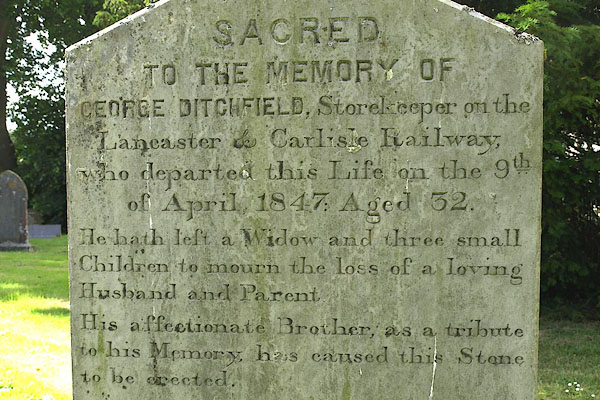 SACRED
TO THE MEMORY OF
GEORGE DITCHFIELD, Storekeeper on the
Lancaster & Carlisle Railway,
who departed this Life on the 9th
of April, 1847: Aged 32.
He hath left a Widow and three small
Children to mourn the loss of a loving
Husband and Parent
His affectionate Brother, as a tribute
to his Memory, has caused this Stone
to be erected.